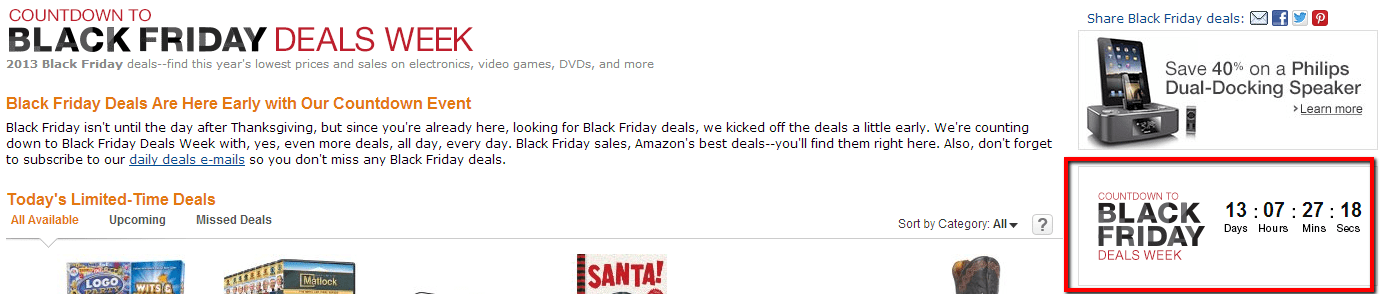 COUNTDOWN TO
BLACK FRIDAY DEALS WEEK
2013 Black Friday deals--find this year's lowest prices and sales on electronics, video games, DVDs, and more
Black Friday Deals Are Here Early with Our Countdown Event
Black Friday isn't until the day after Thanksgiving, but since you're already here, looking for Black Friday deals, we kicked off the deals a little early. We're counting
down to Black Friday Deals Week with, yes, even more deals, all day, every day. Black Friday sales, Amazon's best deals--you'll find them right here. Also, don't forget
to subscribe to our daily deals e-mails so you don't miss any Black Friday deals.
Today's Limited-Time Deals
All Available Upcoming Missed Deals
Sort by Category: All ?
LOGO
PARTY
WITS &
Matlock
SANTA!
Share Black Friday deals:
Save 40% on a Philips
Dual-Docking Speaker
Learn more
COUNTDOWN TO
BLACK
FRIDAY
DEALS WEEK
13 : 07 : 27 : 18
Days Hours Mins Secs